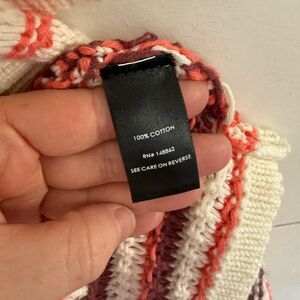 100% COTTON
RN# 148862
SEE CARE ON REVERSE